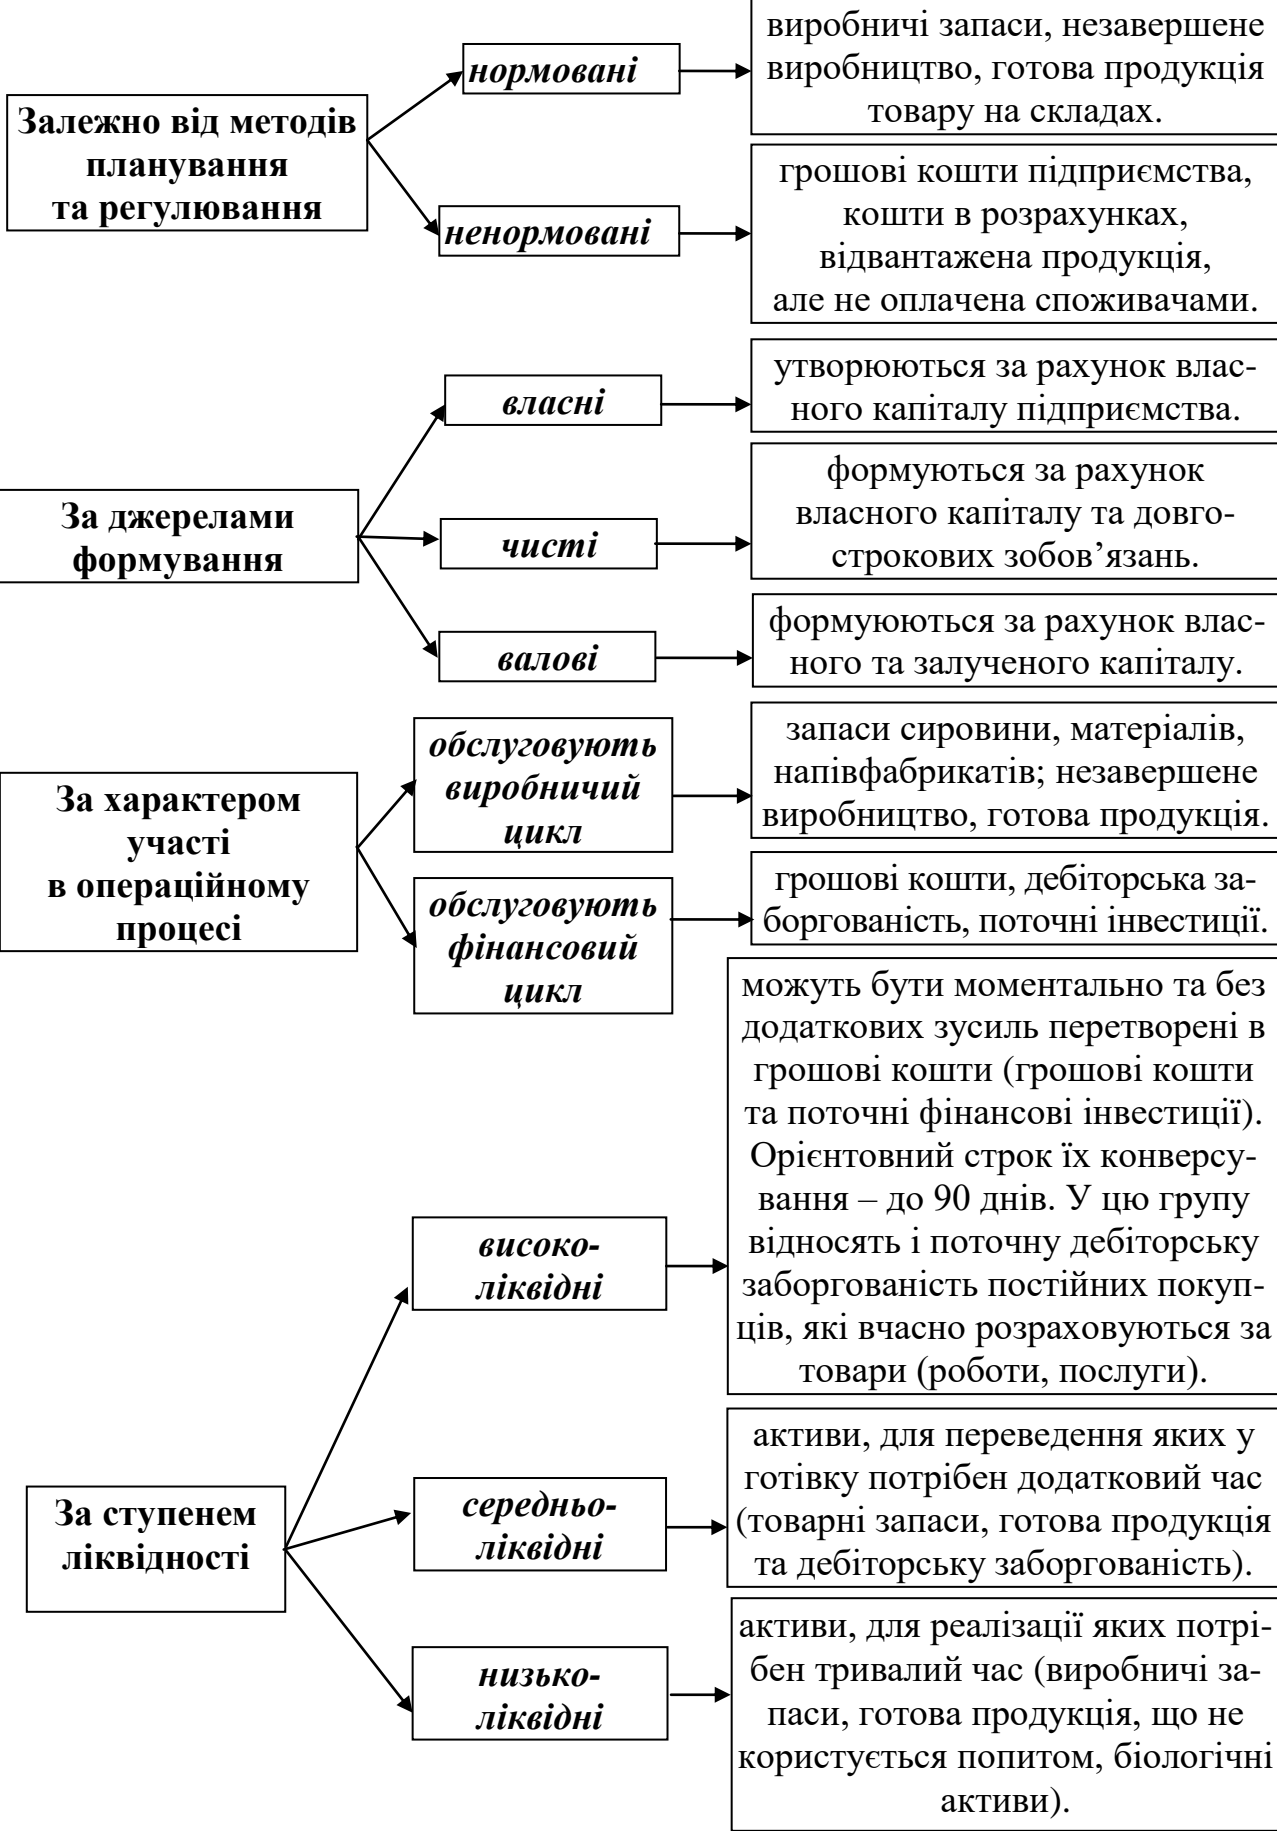 Залежно від методів
планування
та регулювання
нормовані
виробничі запаси, незавершене
виробництво, готова продукція
товару на складах.
ненормовані
грошові кошти підприємства,
кошти в розрахунках,
відвантажена продукція,
але не оплачена споживачами.
За джерелами
формування
власні
утворюються за рахунок влас-
ного капіталу підприємства.
чисті
формуються за рахунок
власного капіталу та довго-
строкових зобов’язань.
валові
формуюються за рахунок влас-
ного та залученого капіталу.
За характером
участі
в операційному
процесі
обслуговують
виробничий
цикл
запаси сировини, матеріалів,
напівфабрикатів; незавершене
виробництво, готова продукція.
обслуговують
фінансовий
цикл
грошові кошти, дебіторська за-
боргованість, поточні інвестиції.
За ступенем
ліквідності
високо-
ліквідні
можуть бути моментально та без
додаткових зусиль перетворені в
грошові кошти (грошові кошти
та поточні фінансові інвестиції).
Орієнтовний строк їх конверсу-
вання – до 90 днів. У цю групу
відносять і поточну дебіторську
заборгованість постійних покуп-
ців, які вчасно розраховуються за
товари (роботи, послуги).
середньо-
ліквідні
активи, для переведення яких у
готівку потрібен додатковий час
(товарні запаси, готова продукція
та дебіторську заборгованість).
низько-
ліквідні
активи, для реалізації яких потрі-
бен тривалий час (виробничі за-
паси, готова продукція, що не
користується попитом, біологічні
активи).